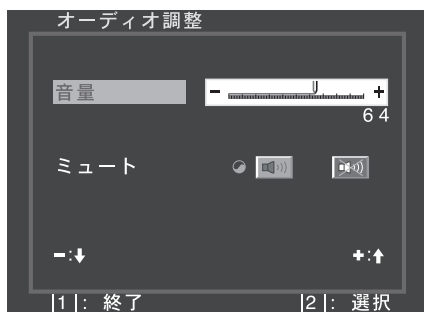 オーディオ調整
音量 - +
64
ミュート
-:↓ +:↑
|1|: 終了 |2|: 選択